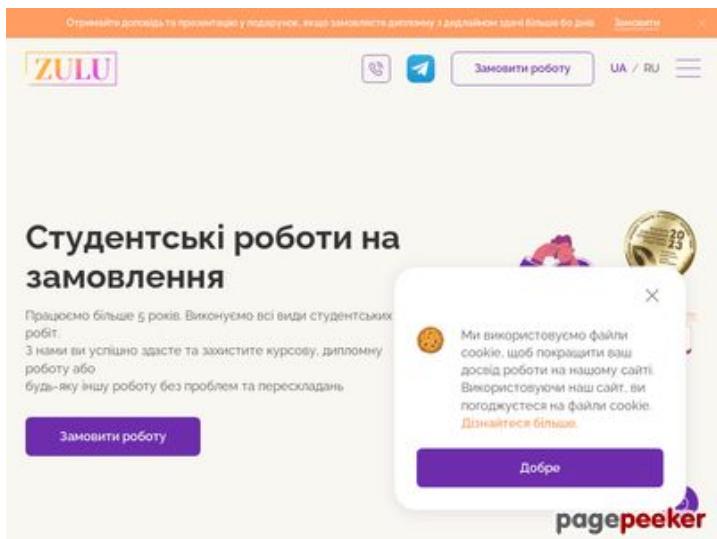 Отримайте доповідь та презентацію у подарунок, якщо замовляєте дипломну з дедлайном здачі більше 60 днів Замовити
ZULU
Замовити роботу
UA / RU
Студентські роботи на
замовлення
Працюємо більше 5 років. Виконуємо всі види студентських
робіт.
З нами ви успішно здасте та захистите курсову, дипломну
роботу або
будь-яку іншу роботу без проблем та перескладань
Замовити роботу
2023
Ми використовуємо файли
cookie, щоб покращити ваш
досвід роботи на нашому сайті.
Використовуючи наш сайт, ви
погоджуєтеся на файли cookie.
Дізнайтеся більше.
Добре
pagepeeker